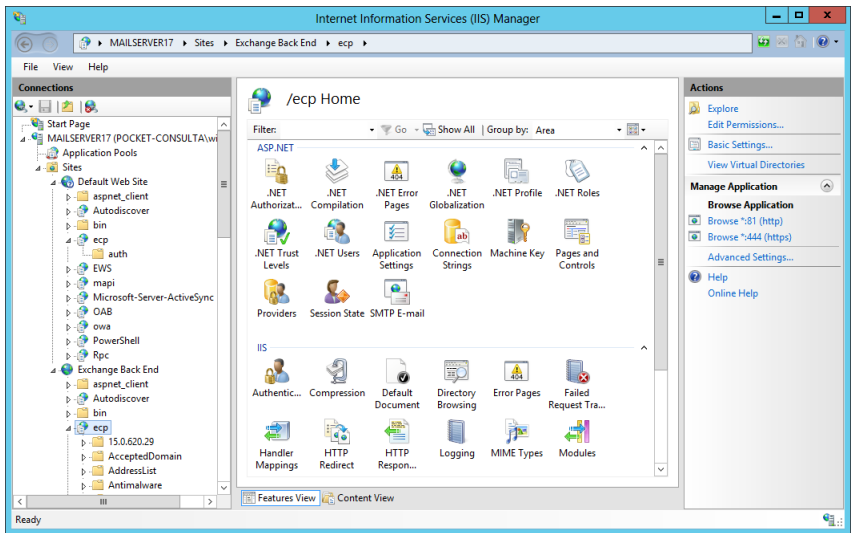 Internet Information Services (IIS) Manager
MAILSERVER17 Sites Exchange Back End ecp
File View Help
Connections
Start Page
MAILSERVER17 (POCKET-CONSULTA\wi
Application Pools
Sites
Default Web Site
aspnet_client
Autodiscover
bin
ecp
auth
EWS
mapi
Microsoft-Server-ActiveSync
OAB
owa
PowerShell
Rpc
Exchange Back End
aspnet_client
Autodiscover
bin
ecp
15.0.620.29
AcceptedDomain
AddressList
Antimalware
/ecp Home
Filter: Go Show All Group by: Area
ASP.NET
.NET Authorizat...
.NET Compilation
.NET Error Pages
.NET Globalization
.NET Profile
.NET Roles
.NET Trust Levels
.NET Users
Application Settings
Connection Strings
Machine Key
Pages and Controls
Providers
Session State
SMTP E-mail
IIS
Authentic...
Compression
Default Document
Directory Browsing
Error Pages
Failed Request Tra...
Handler Mappings
HTTP Redirect
HTTP Respon...
Logging
MIME Types
Modules
Features View Content View
Actions
Explore
Edit Permissions...
Basic Settings...
View Virtual Directories
Manage Application
Browse Application
Browse *:81 (http)
Browse *:444 (https)
Advanced Settings...
Help
Online Help
Ready